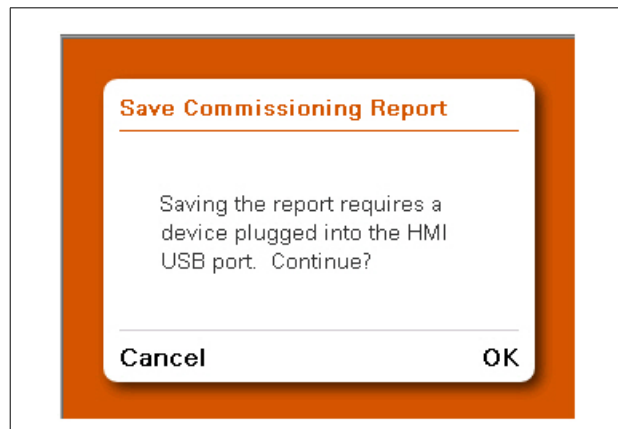 Save Commissioning Report
Saving the report requires a
device plugged into the HMI
USB port.  Continue?
Cancel
OK